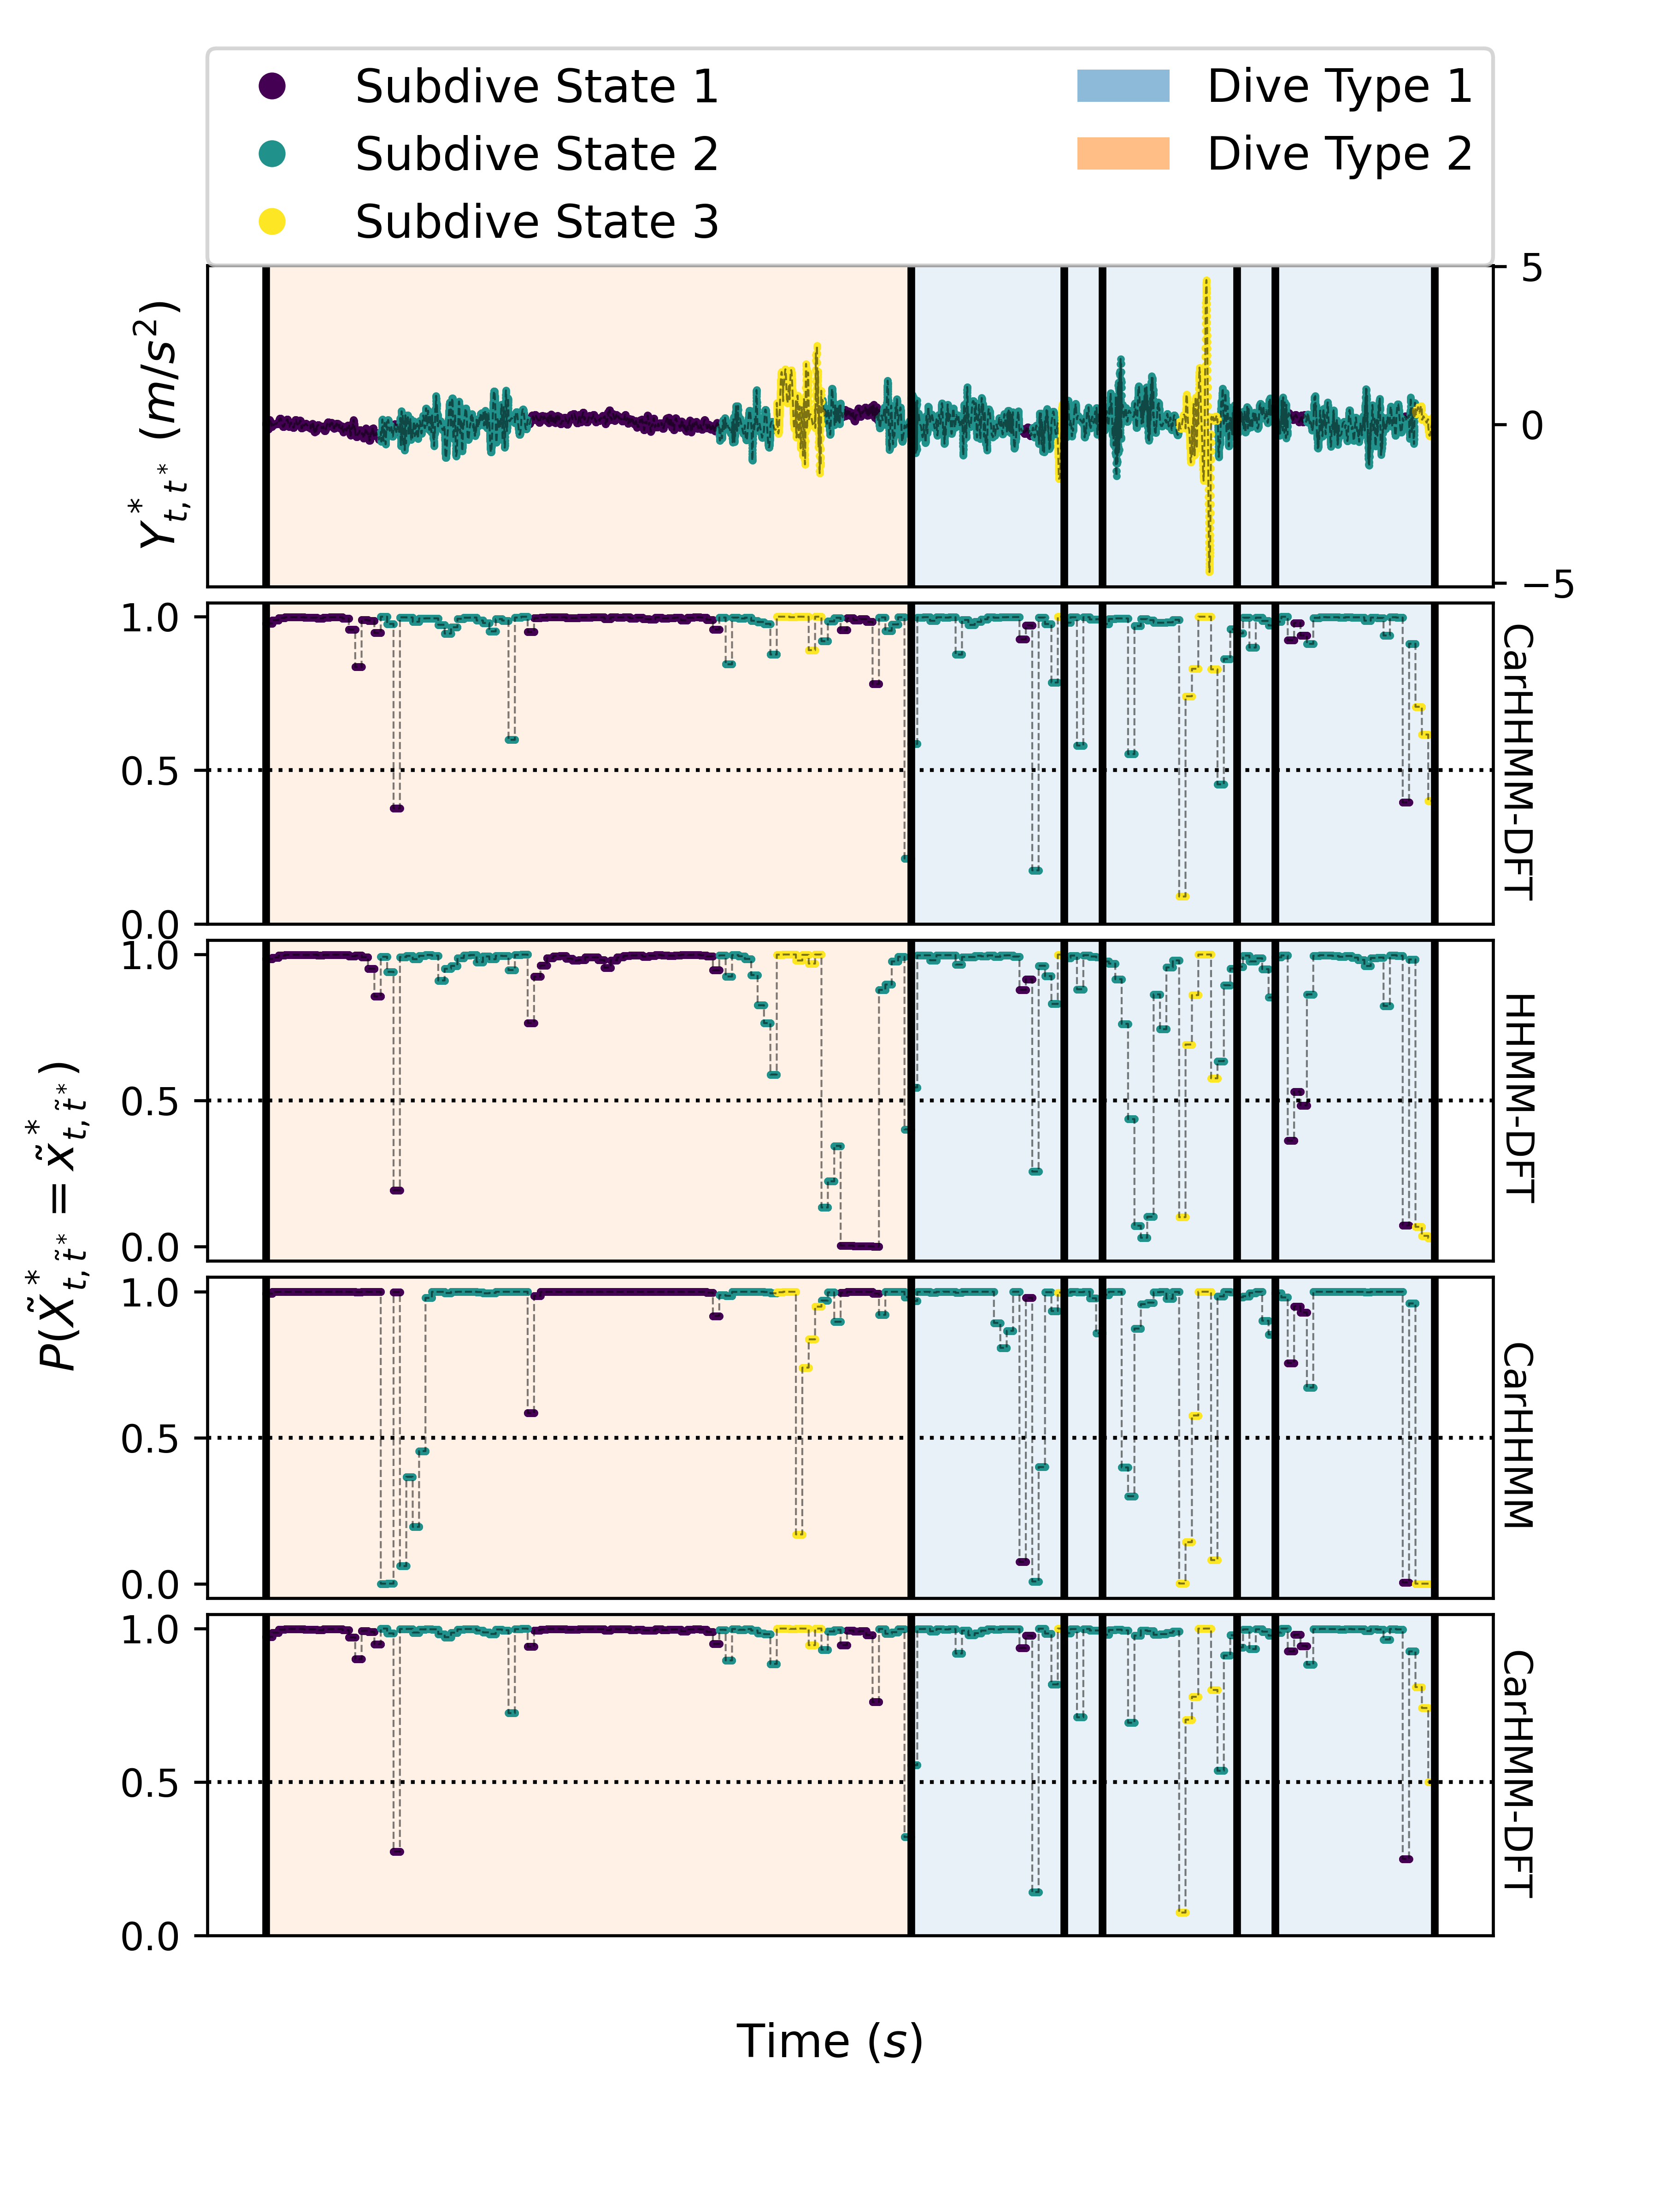 Subdive State 1
Subdive State 2
Subdive State 3
Dive Type 1
Dive Type 2
Y*t,t* (m/s²)
5
0
−5
1.0
0.5
0.0
CarHHMM-DFT
1.0
0.5
0.0
HHMM-DFT
P(X̃*t,t̃* = x̃*t,t̃*)
1.0
0.5
0.0
CarHHMM
1.0
0.5
0.0
CarHMM-DFT
Time (s)